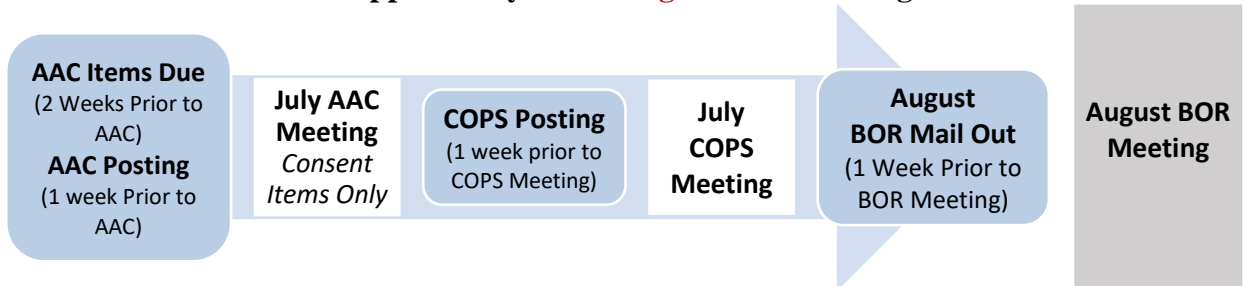 AAC Items Due
(2 Weeks Prior to
AAC)
AAC Posting
(1 week Prior to
AAC)
July AAC
Meeting
Consent
Items Only
COPS Posting
(1 week prior to
COPS Meeting)
July
COPS
Meeting
August
BOR Mail Out
(1 Week Prior to
BOR Meeting)
August BOR
Meeting